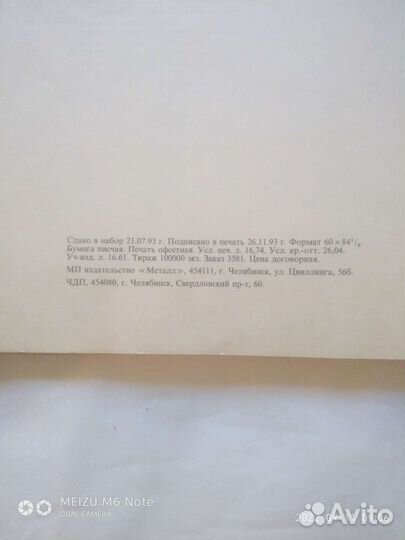 Сдано в набор 21.07.93 г. Подписано в печать 26.11.93 г. Формат 60×84¹/₈.
Бумага писчая. Печать офсетная. Усл. печ. л. 16,74. Усл. кр.-отт. 26,04.
Уч-изд. л. 16.61. Тираж 100000 экз. Заказ 3581. Цена договорная.
МП издательство «Металл», 454111, г. Челябинск, ул. Цвиллинга, 56б.
ЧДП, 454080, г. Челябинск, Свердловский пр-т, 60.
MEIZU M6 Note
DUAL CAMERA
Avito